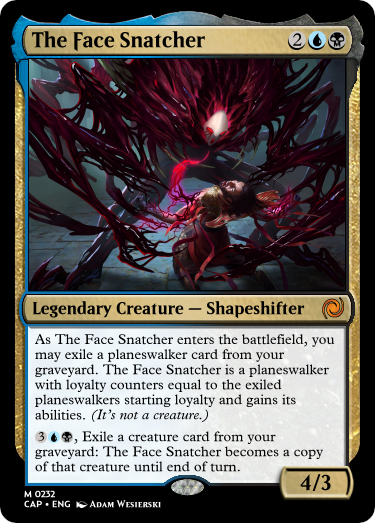 The Face Snatcher 2
Legendary Creature — Shapeshifter
As The Face Snatcher enters the battlefield, you
may exile a planeswalker card from your
graveyard. The Face Snatcher is a planeswalker
with loyalty counters equal to the exiled
planeswalkers starting loyalty and gains its
abilities. (It's not a creature.)
3, Exile a creature card from your
graveyard: The Face Snatcher becomes a copy
of that creature until end of turn.
4/3
M 0232
CAP • ENG Adam Wesierski